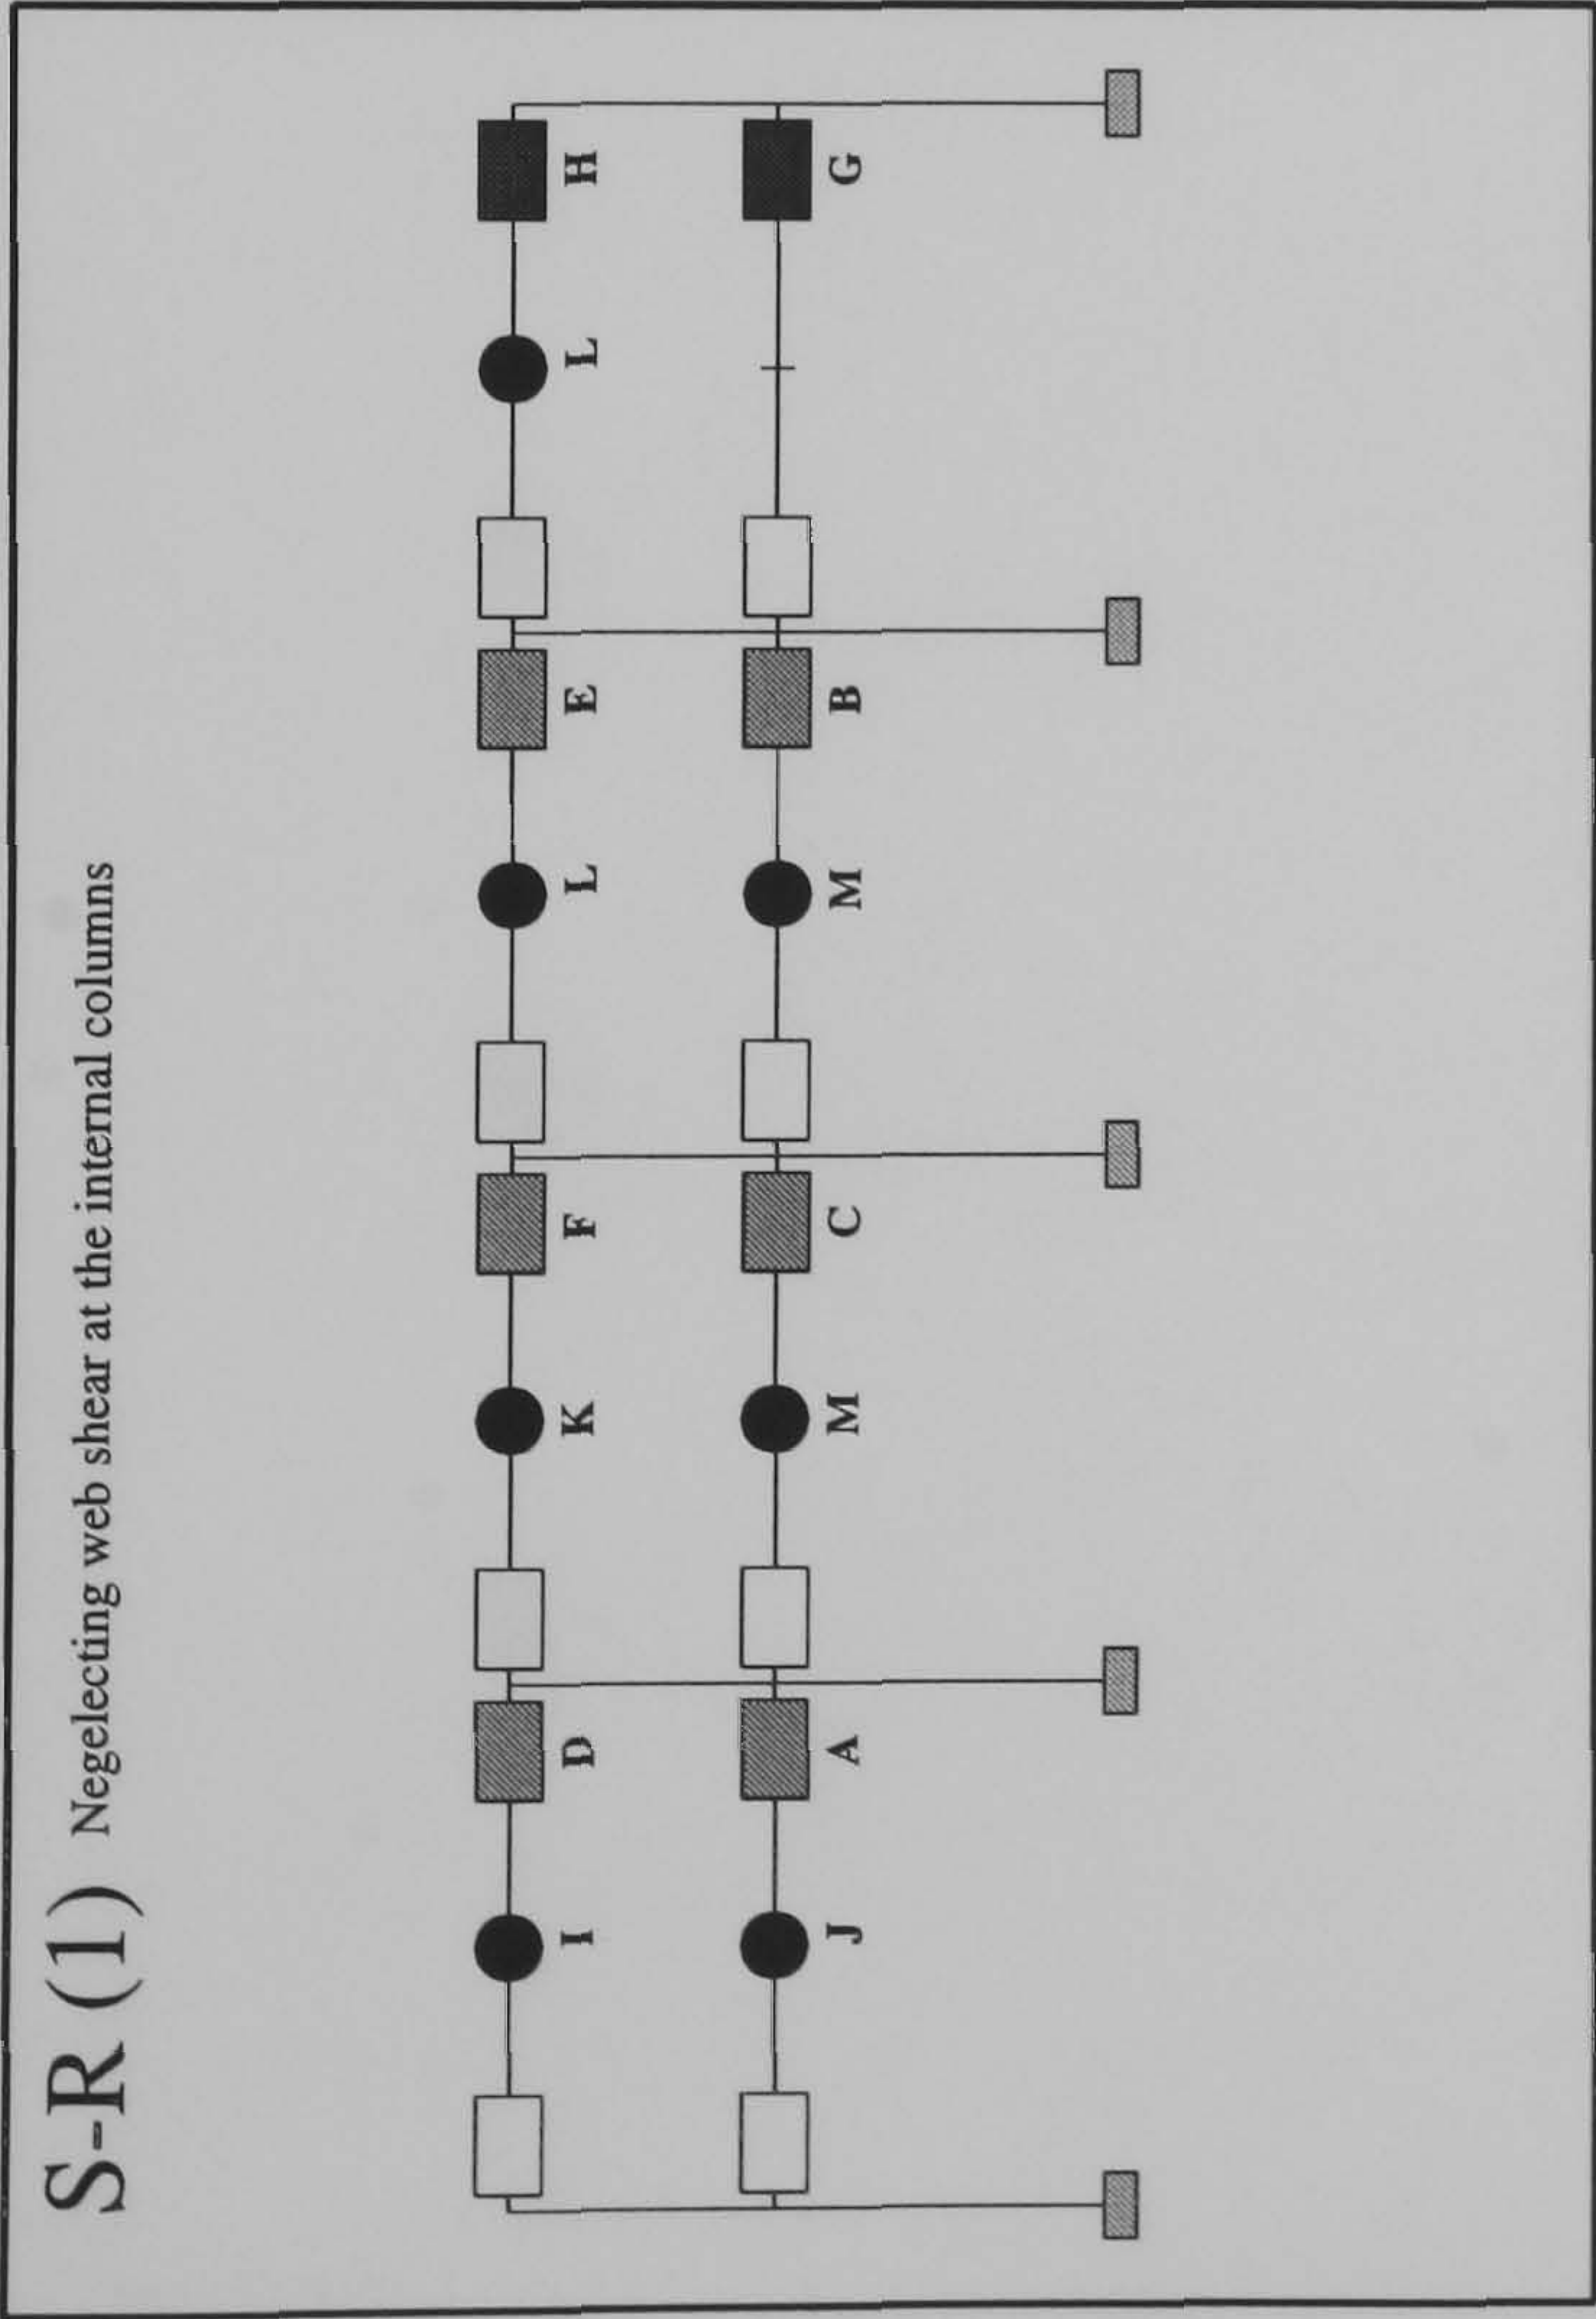 S-R (1) Negelecting web shear at the internal columns
I D K F L E L H
J A M C M B G